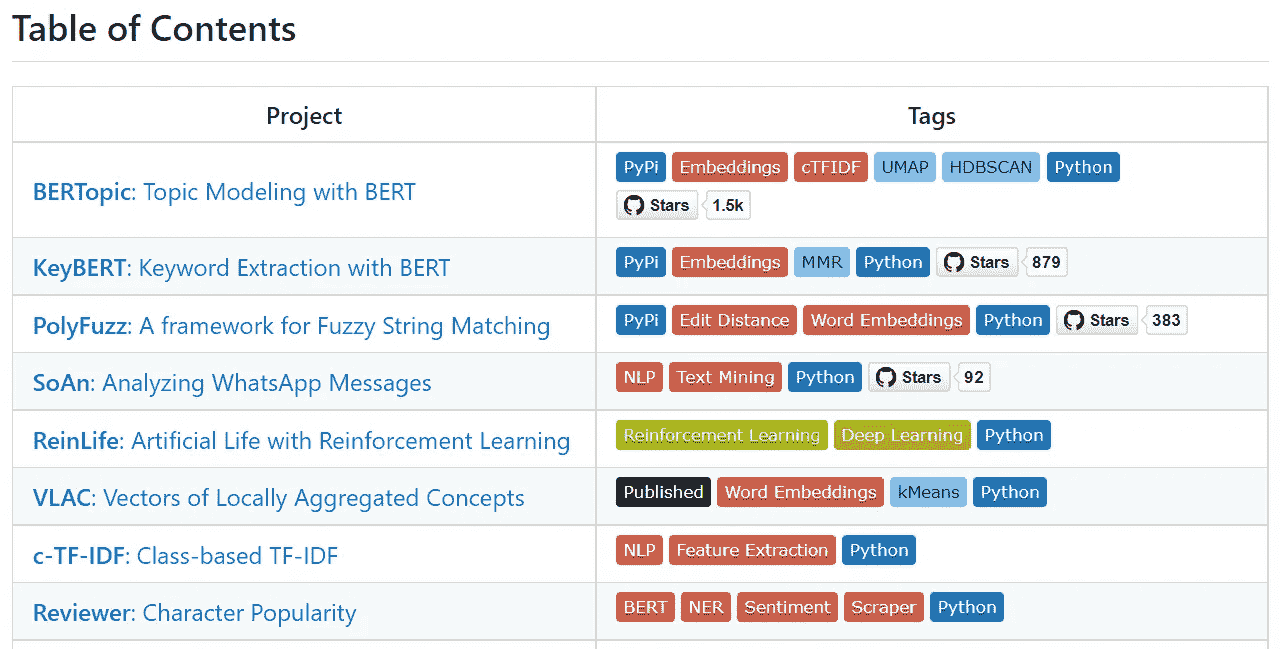 Table of Contents
Project Tags
BERTopic: Topic Modeling with BERT PyPi Embeddings cTFIDF UMAP HDBSCAN Python
Stars 1.5k
KeyBERT: Keyword Extraction with BERT PyPi Embeddings MMR Python Stars 879
PolyFuzz: A framework for Fuzzy String Matching PyPi Edit Distance Word Embeddings Python Stars 383
SoAn: Analyzing WhatsApp Messages NLP Text Mining Python Stars 92
ReinLife: Artificial Life with Reinforcement Learning Reinforcement Learning Deep Learning Python
VLAC: Vectors of Locally Aggregated Concepts Published Word Embeddings kMeans Python
c-TF-IDF: Class-based TF-IDF NLP Feature Extraction Python
Reviewer: Character Popularity BERT NER Sentiment Scraper Python